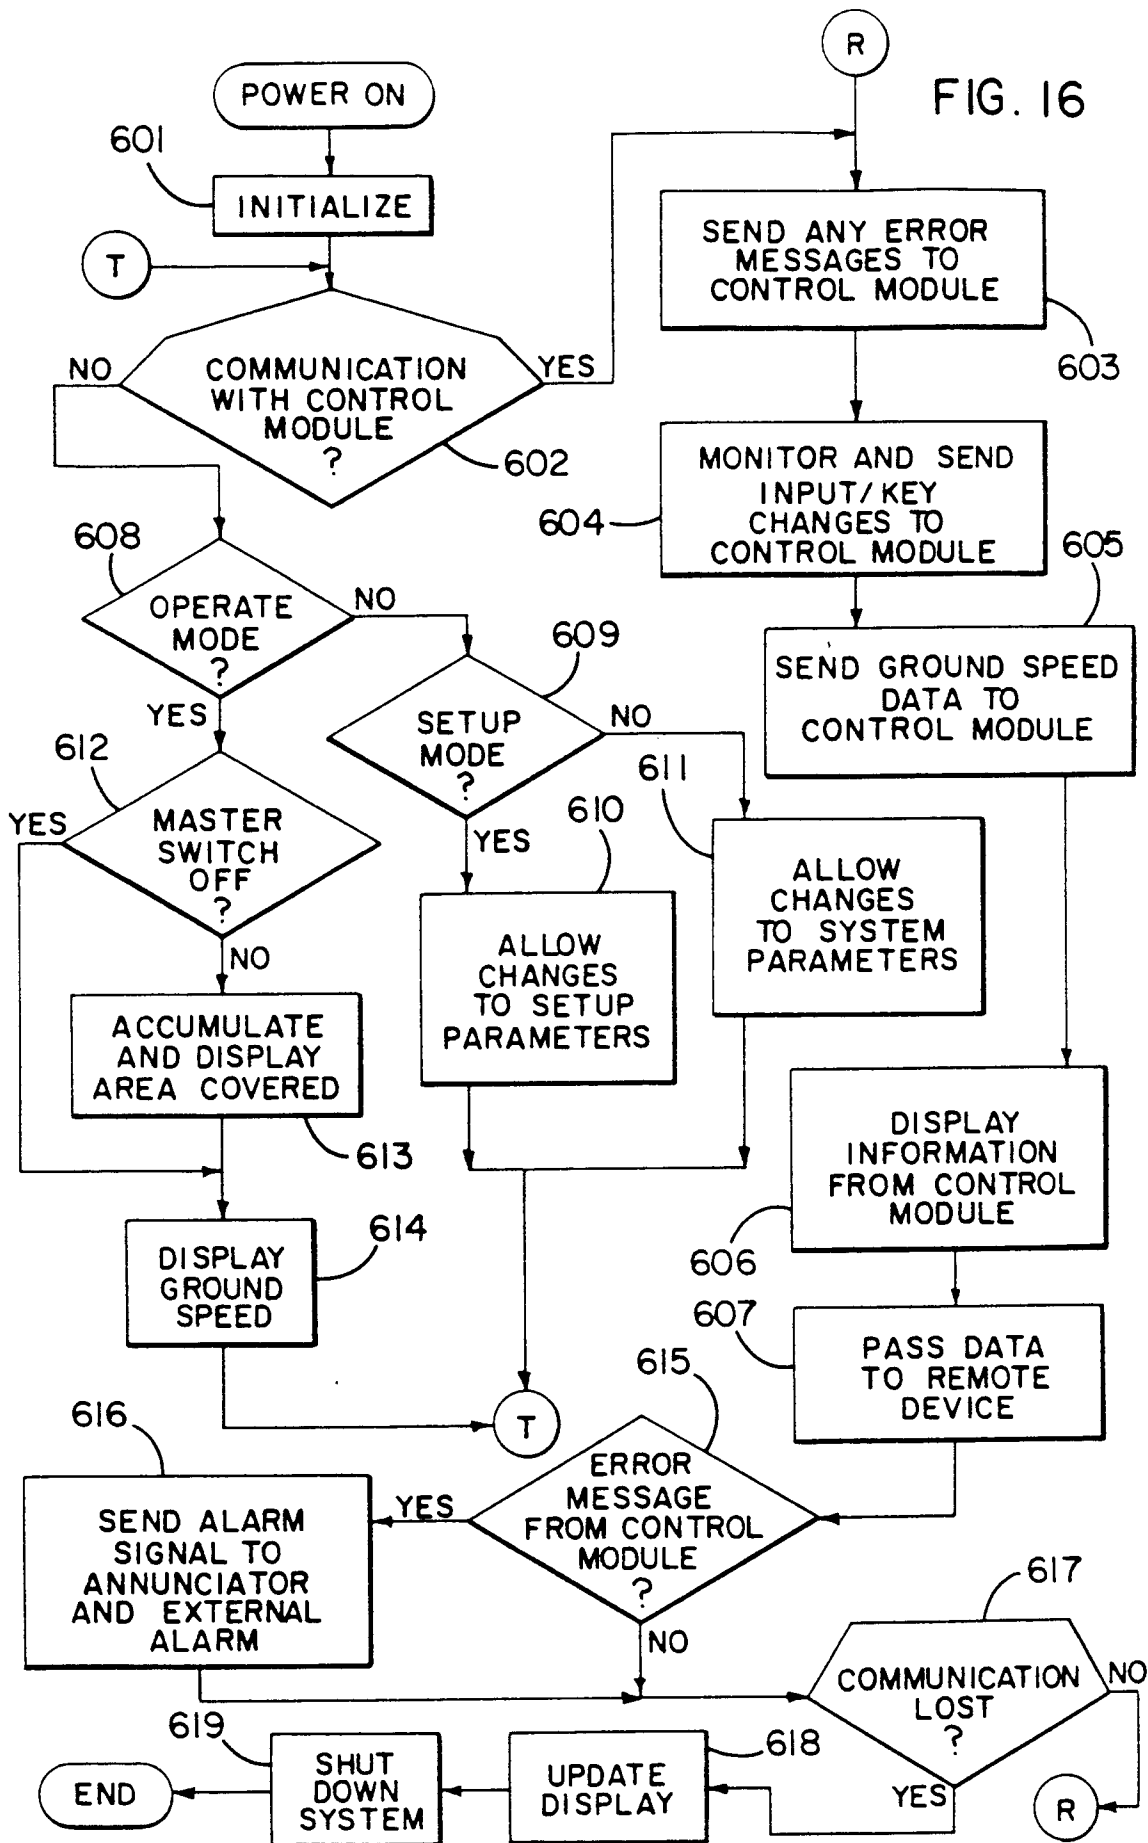 R
FIG. 16
POWER ON
601
INITIALIZE
T
NO
COMMUNICATION
WITH CONTROL
MODULE
?
YES
602
SEND ANY ERROR
MESSAGES TO
CONTROL MODULE
603
MONITOR AND SEND
INPUT/KEY
CHANGES TO
CONTROL MODULE
604
605
SEND GROUND SPEED
DATA TO
CONTROL MODULE
608
OPERATE
MODE
?
NO
YES
609
SETUP
MODE
?
NO
YES
612
YES
MASTER
SWITCH
OFF
?
NO
610
ALLOW
CHANGES
TO SETUP
PARAMETERS
611
ALLOW
CHANGES
TO SYSTEM
PARAMETERS
ACCUMULATE
AND DISPLAY
AREA COVERED
613
DISPLAY
GROUND
SPEED
614
T
DISPLAY
INFORMATION
FROM CONTROL
MODULE
606
607
PASS DATA
TO REMOTE
DEVICE
615
ERROR
MESSAGE
FROM CONTROL
MODULE
?
YES
NO
616
SEND ALARM
SIGNAL TO
ANNUNCIATOR
AND EXTERNAL
ALARM
617
COMMUNICATION
LOST
?
NO
YES
R
618
UPDATE
DISPLAY
619
SHUT
DOWN
SYSTEM
END